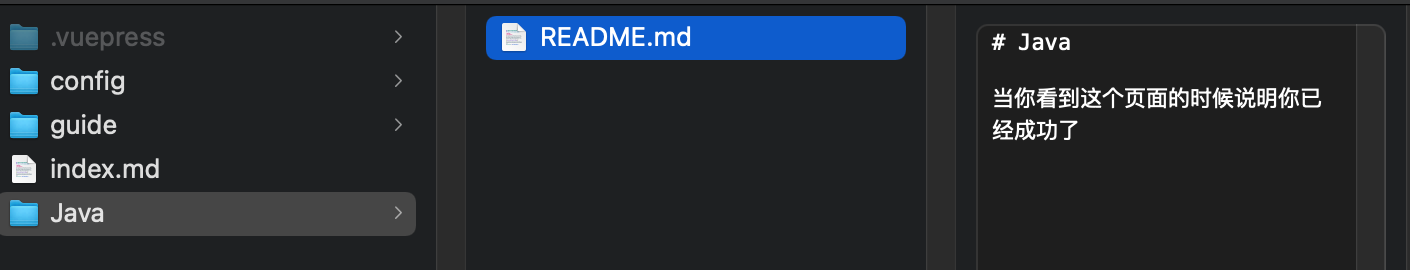 .vuepress
config
guide
index.md
Java
README.md
# Java
当你看到这个页面的时候说明你已
经成功了